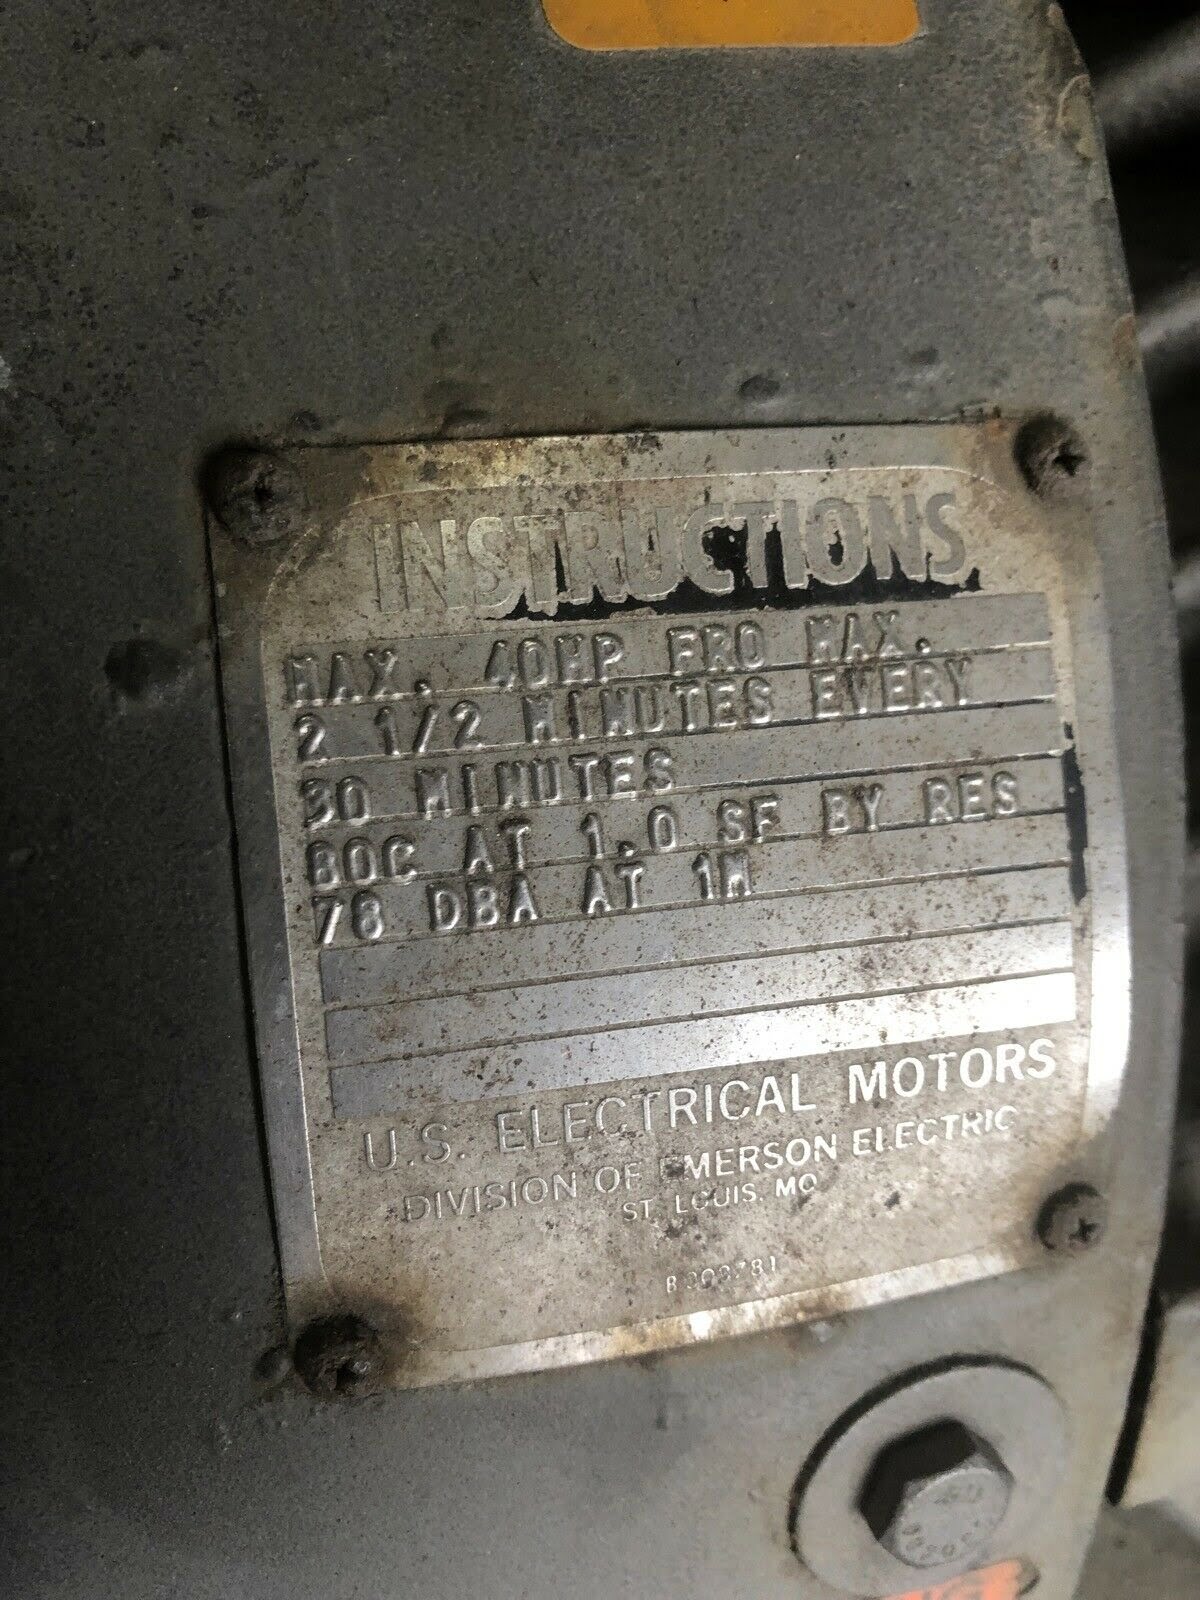 INSTRUCTIONS
MAX. 40HP FRO MAX.
2 1/2 MINUTES EVERY
30 MINUTES
80C AT 1.0 SF BY RES
78 DBA AT 1M
U.S. ELECTRICAL MOTORS
DIVISION OF EMERSON ELECTRIC
ST. LOUIS, MO